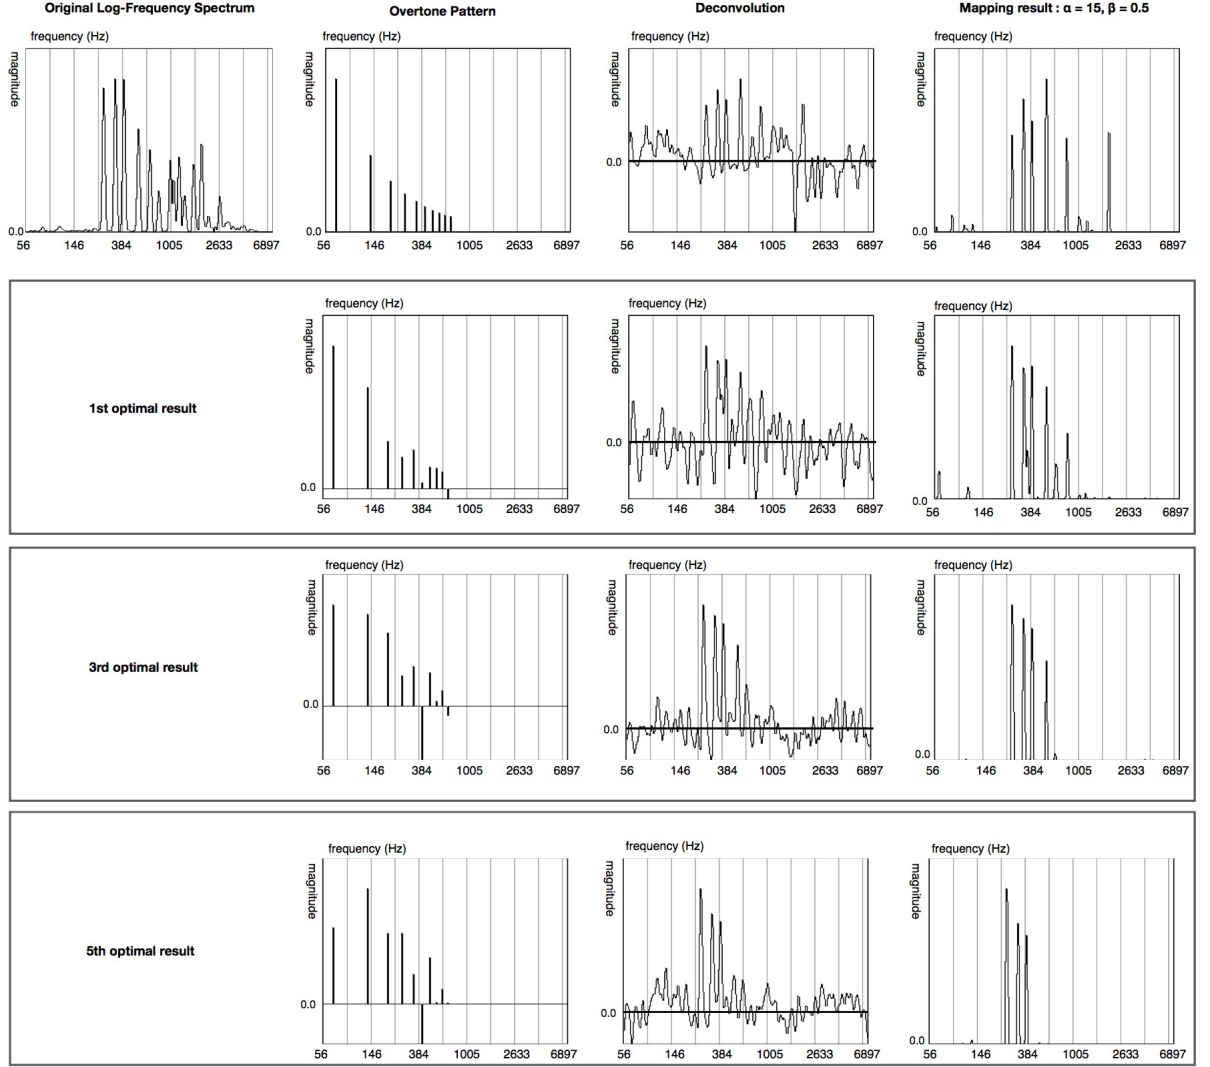 Original Log-Frequency Spectrum
Overtone Pattern
Deconvolution
Mapping result : α = 15, β = 0.5
frequency (Hz)
frequency (Hz)
frequency (Hz)
frequency (Hz)
magnitude
magnitude
magnitude
magnitude
0.0
0.0
0.0
0.0
56 146 384 1005 2633 6897
56 146 384 1005 2633 6897
56 146 384 1005 2633 6897
56 146 384 1005 2633 6897
1st optimal result
frequency (Hz)
frequency (Hz)
frequency (Hz)
magnitude
magnitude
magnitude
0.0
0.0
0.0
56 146 384 1005 2633 6897
56 146 384 1005 2633 6897
56 146 384 1005 2633 6897
3rd optimal result
frequency (Hz)
frequency (Hz)
frequency (Hz)
magnitude
magnitude
magnitude
0.0
0.0
0.0
56 146 384 1005 2633 6897
56 146 384 1005 2633 6897
56 146 384 1005 2633 6897
5th optimal result
frequency (Hz)
frequency (Hz)
frequency (Hz)
magnitude
magnitude
magnitude
0.0
0.0
0.0
56 146 384 1005 2633 6897
56 146 384 1005 2633 6897
56 146 384 1005 2633 6897